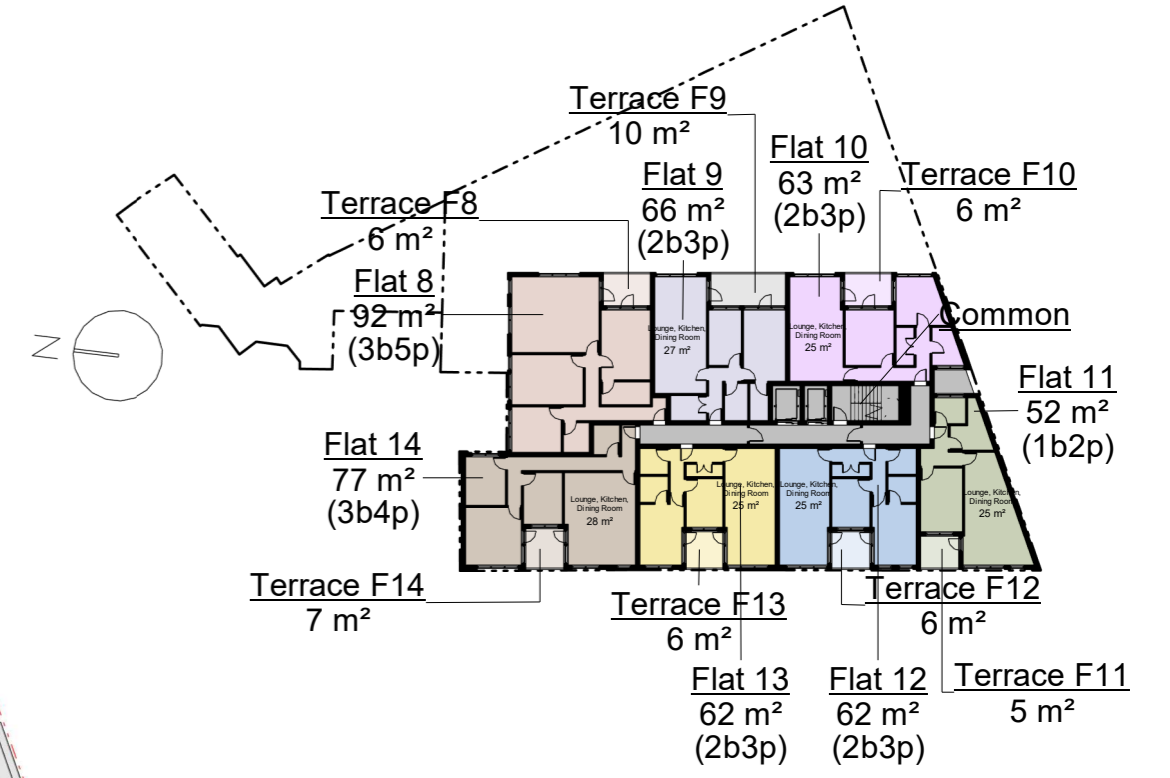 Terrace F9
10 m²
Flat 10
63 m²
(2b3p)
Flat 9
66 m²
(2b3p)
Terrace F10
6 m²
Terrace F8
6 m²
Flat 8
92 m²
(3b5p)
Common
Lounge, Kitchen,
Dining Room
27 m²
Lounge, Kitchen,
Dining Room
25 m²
N
Flat 11
52 m²
(1b2p)
Flat 14
77 m²
(3b4p)
Lounge, Kitchen,
Dining Room
28 m²
Lounge, Kitchen,
Dining Room
25 m²
Lounge, Kitchen,
Dining Room
25 m²
Lounge, Kitchen,
Dining Room
25 m²
Terrace F14
7 m²
Terrace F13
6 m²
Terrace F12
6 m²
Flat 13
62 m²
(2b3p)
Flat 12
62 m²
(2b3p)
Terrace F11
5 m²